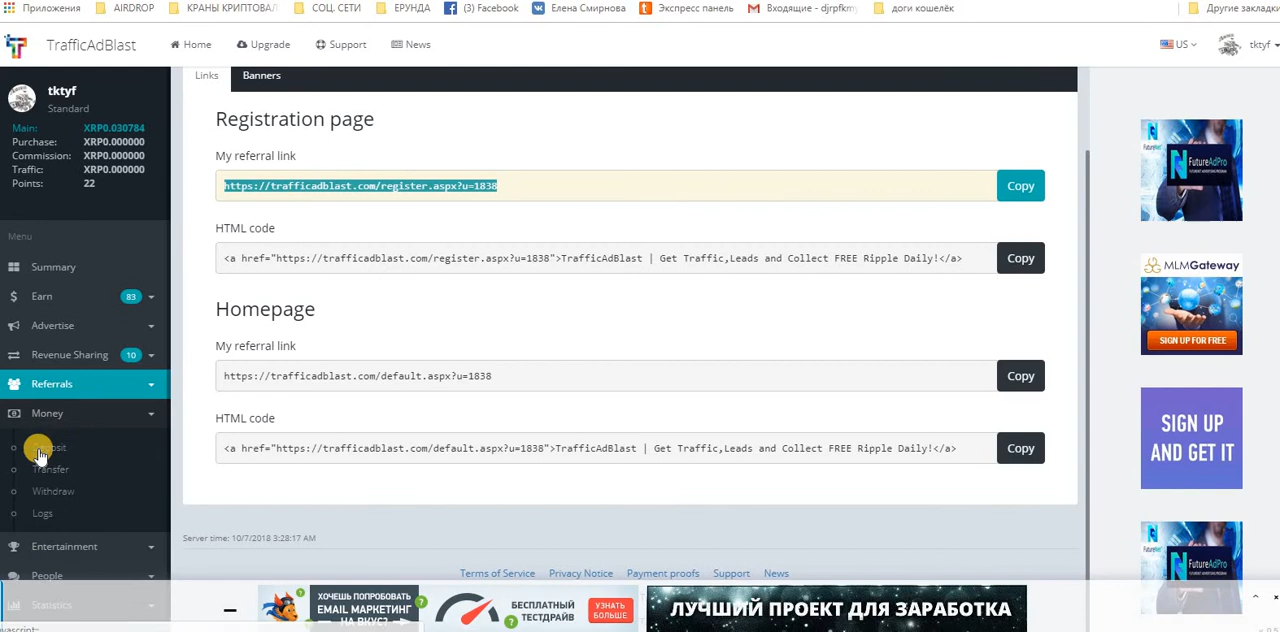 Приложения AIRDROP КРАНЫ КРИПТОВАЛ СОЦ. СЕТИ ЕРУНДА (3) Facebook Елена Смирнова Экспресс панель Входящие - djrpfkmy доги кошелёк Другие закладки
TrafficAdBlast Home Upgrade Support News US tktyf
tktyf
Standard
Main: XRP0.030784
Purchase: XRP0.000000
Commission: XRP0.000000
Traffic: XRP0.000000
Points: 22
Menu
Summary
Earn 83
Advertise
Revenue Sharing 10
Referrals
Money
Deposit
Transfer
Withdraw
Logs
Entertainment
People
Statistics
Links Banners
Registration page
My referral link
https://trafficadblast.com/register.aspx?u=1838 Copy
HTML code
<a href="https://trafficadblast.com/register.aspx?u=1838">TrafficAdBlast | Get Traffic,Leads and Collect FREE Ripple Daily!</a> Copy
Homepage
My referral link
https://trafficadblast.com/default.aspx?u=1838 Copy
HTML code
<a href="https://trafficadblast.com/default.aspx?u=1838">TrafficAdBlast | Get Traffic,Leads and Collect FREE Ripple Daily!</a> Copy
Server time: 10/7/2018 3:28:17 AM
Terms of Service Privacy Notice Payment proofs Support News
FutureAdPro
MLMGateway
SIGN UP FOR FREE
SIGN UP
AND GET IT
FutureAdPro
ХОЧЕШЬ ПОПРОБОВАТЬ
EMAIL МАРКЕТИНГ
НА ВКУС?
БЕСПЛАТНЫЙ
ТЕСТДРАЙВ
УЗНАТЬ
БОЛЬШЕ
ЛУЧШИЙ ПРОЕКТ ДЛЯ ЗАРАБОТКА